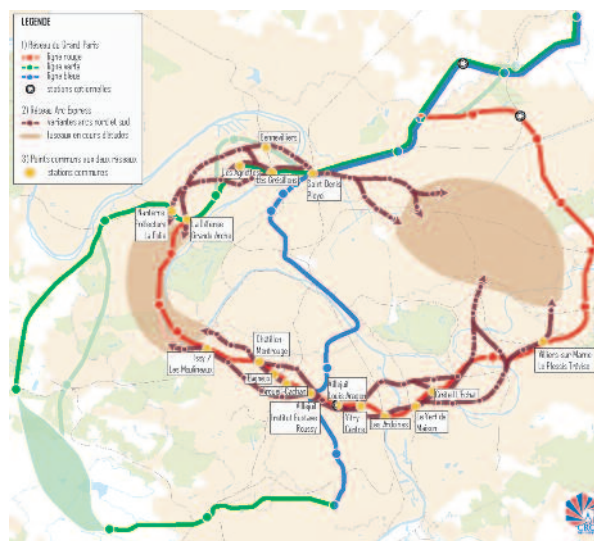 LEGENDE
1) Réseau du Grand Paris
ligne rouge
ligne verte
ligne bleue
stations optionnelles
2) Réseau Arc Express
variantes arcs nord et sud
fuseaux en cours d'études
3) Points communs aux deux réseaux
stations communes
Gennevilliers
Les Agnettes
Les Grésillons
Saint-Denis
Pleyel
Nanterre
Préfecture
La Folie
La Défense
Grande Arche
Châtillon
Montrouge
Issy /
Les Moulineaux
Bagneux
Arcueil-Cachan
Villejuif
Louis Aragon
Villejuif
Institut Gustave
Roussy
Vitry
Centre
Les Ardoines
Le Vert de
Maisons
Créteil L'Echat
Villiers-sur-Marne
Le Plessis Trévise